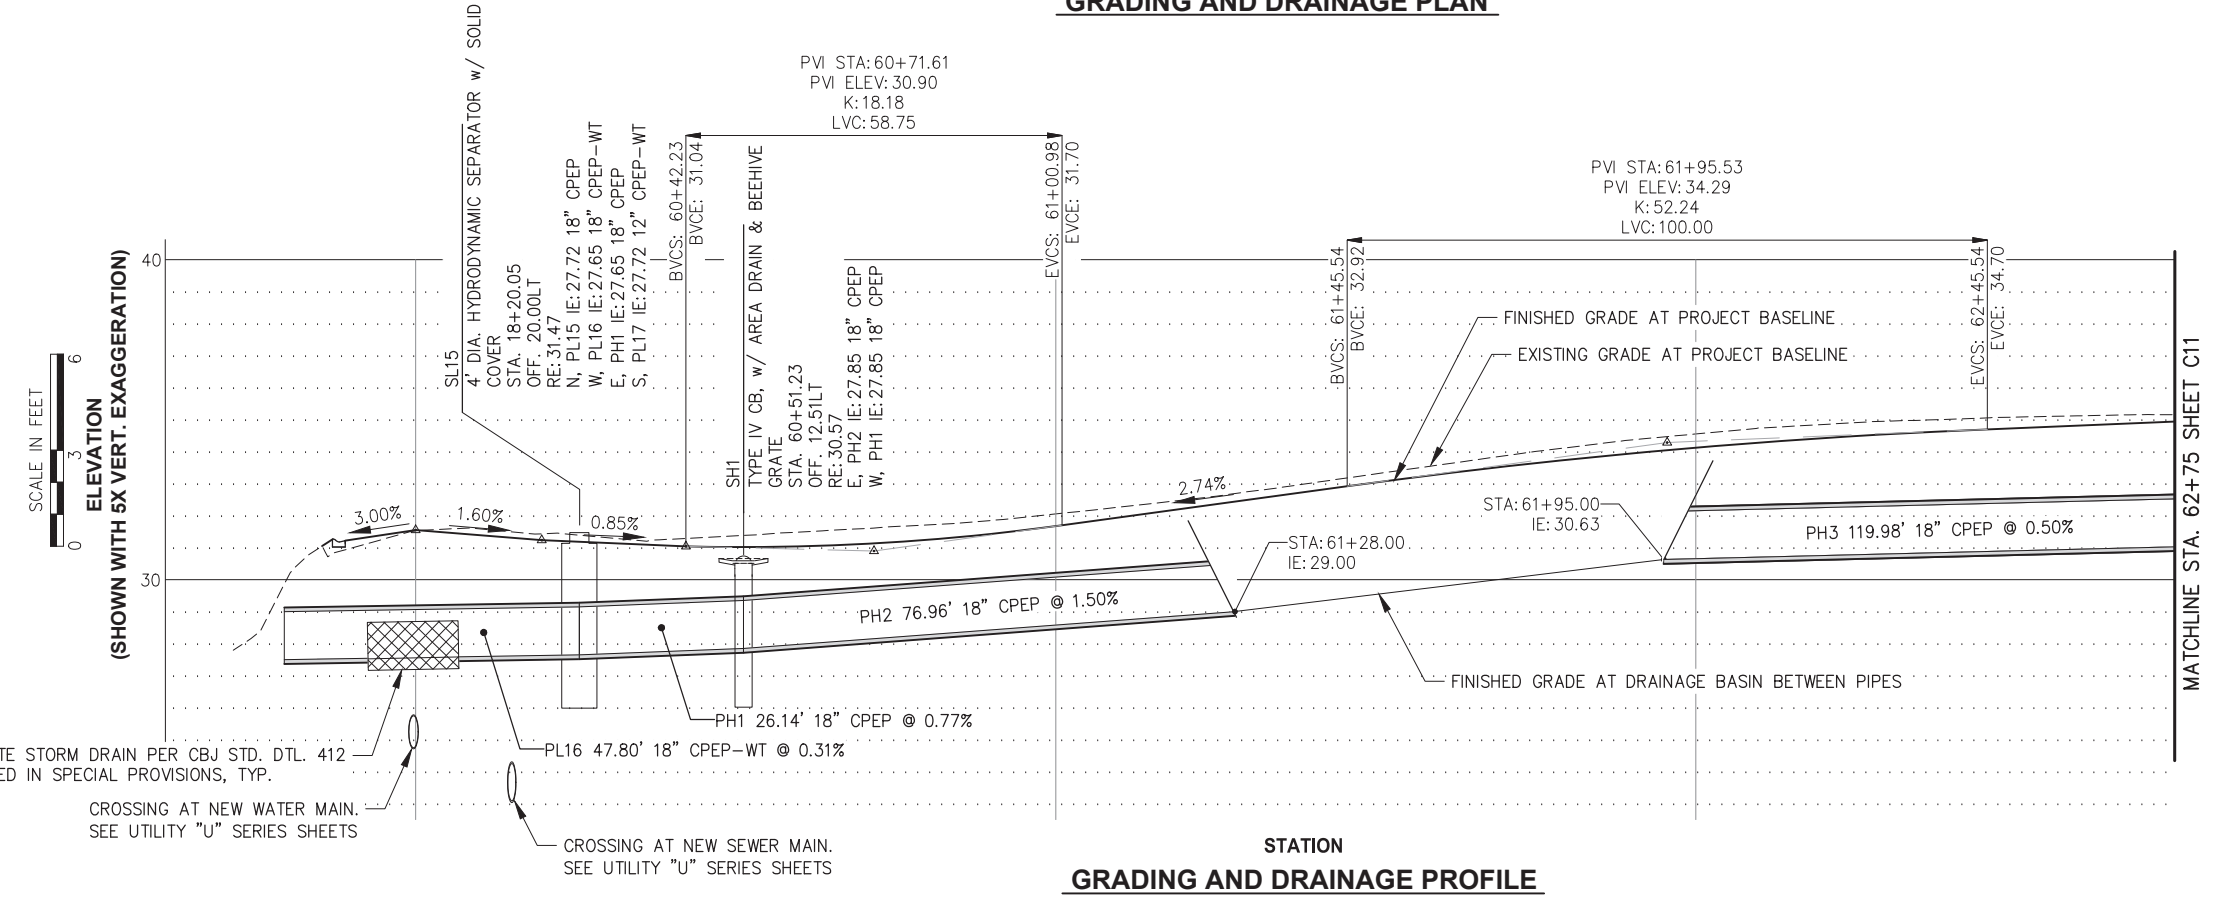 GRADING AND DRAINAGE PLAN
PVI STA: 60+71.61
PVI ELEV: 30.90
K: 18.18
LVC: 58.75
SL15
4' DIA. HYDRODYNAMIC SEPARATOR w/ SOLID
COVER
STA. 18+20.05
OFF. 20.00LT
RE: 31.47
N, PL15 IE: 27.72 18" CPEP
W, PL16 IE: 27.65 18" CPEP-WT
E, PH1 IE: 27.65 18" CPEP
S, PL17 IE: 27.72 12" CPEP-WT
BVCS: 60+42.23
BVCE: 31.04
SH1
TYPE IV CB, w/ AREA DRAIN & BEEHIVE
GRATE
STA. 60+51.23
OFF. 12.51LT
RE: 30.57
E, PH2 IE: 27.85 18" CPEP
W, PH1 IE: 27.85 18" CPEP
EVCS: 61+00.98
EVCE: 31.70
PVI STA: 61+95.53
PVI ELEV: 34.29
K: 52.24
LVC: 100.00
BVCS: 61+45.54
BVCE: 32.92
EVCS: 62+45.54
EVCE: 34.70
40
30
SCALE IN FEET
0
3
6
ELEVATION
(SHOWN WITH 5X VERT. EXAGGERATION)
FINISHED GRADE AT PROJECT BASELINE
EXISTING GRADE AT PROJECT BASELINE
3.00%
1.60%
0.85%
2.74%
STA: 61+28.00
IE: 29.00
STA: 61+95.00
IE: 30.63
PH3 119.98' 18" CPEP @ 0.50%
PH2 76.96' 18" CPEP @ 1.50%
FINISHED GRADE AT DRAINAGE BASIN BETWEEN PIPES
PH1 26.14' 18" CPEP @ 0.77%
PL16 47.80' 18" CPEP-WT @ 0.31%
TE STORM DRAIN PER CBJ STD. DTL. 412
ED IN SPECIAL PROVISIONS, TYP.
CROSSING AT NEW WATER MAIN.
SEE UTILITY "U" SERIES SHEETS
CROSSING AT NEW SEWER MAIN.
SEE UTILITY "U" SERIES SHEETS
MATCHLINE STA. 62+75 SHEET C11
STATION
GRADING AND DRAINAGE PROFILE